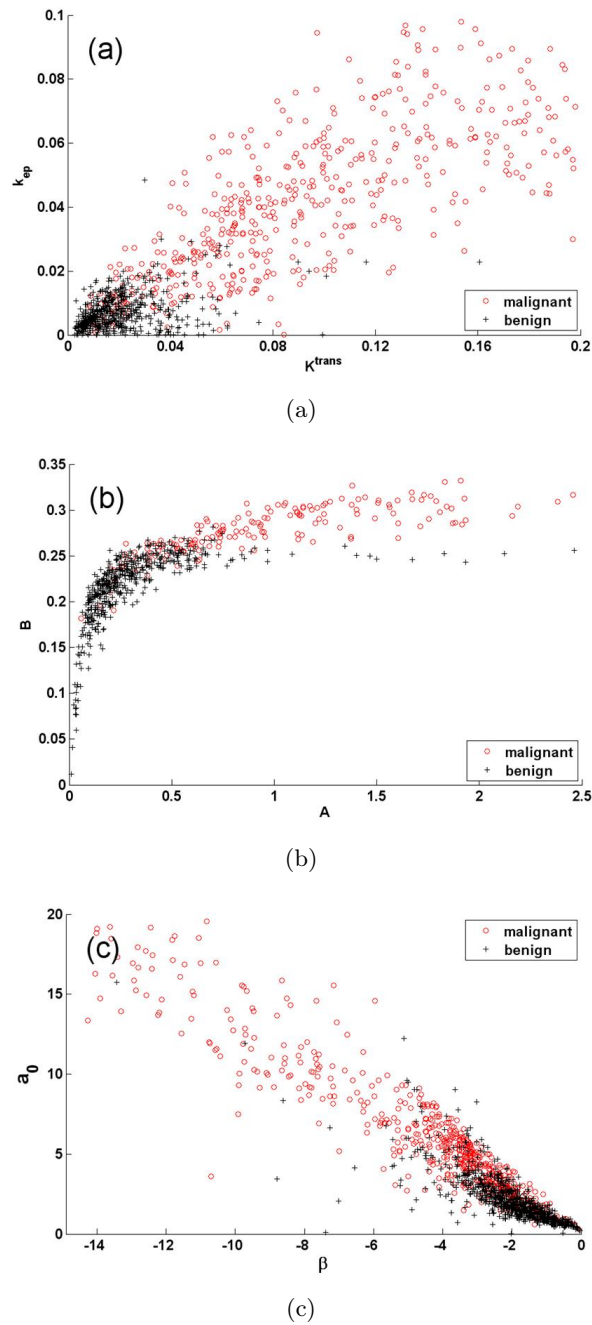 0.1
(a)
0.08
0.06
k_ep
0.04
0.02
malignant
benign
0
0 0.04 0.08 0.12 0.16 0.2
K^trans
(a)
0.35
(b)
0.3
0.25
0.2
B
0.15
0.1
0.05
malignant
benign
0
0 0.5 1 1.5 2 2.5
A
(b)
20
malignant
(c)
benign
15
a_0
10
5
0
-14 -12 -10 -8 -6 -4 -2 0
β
(c)